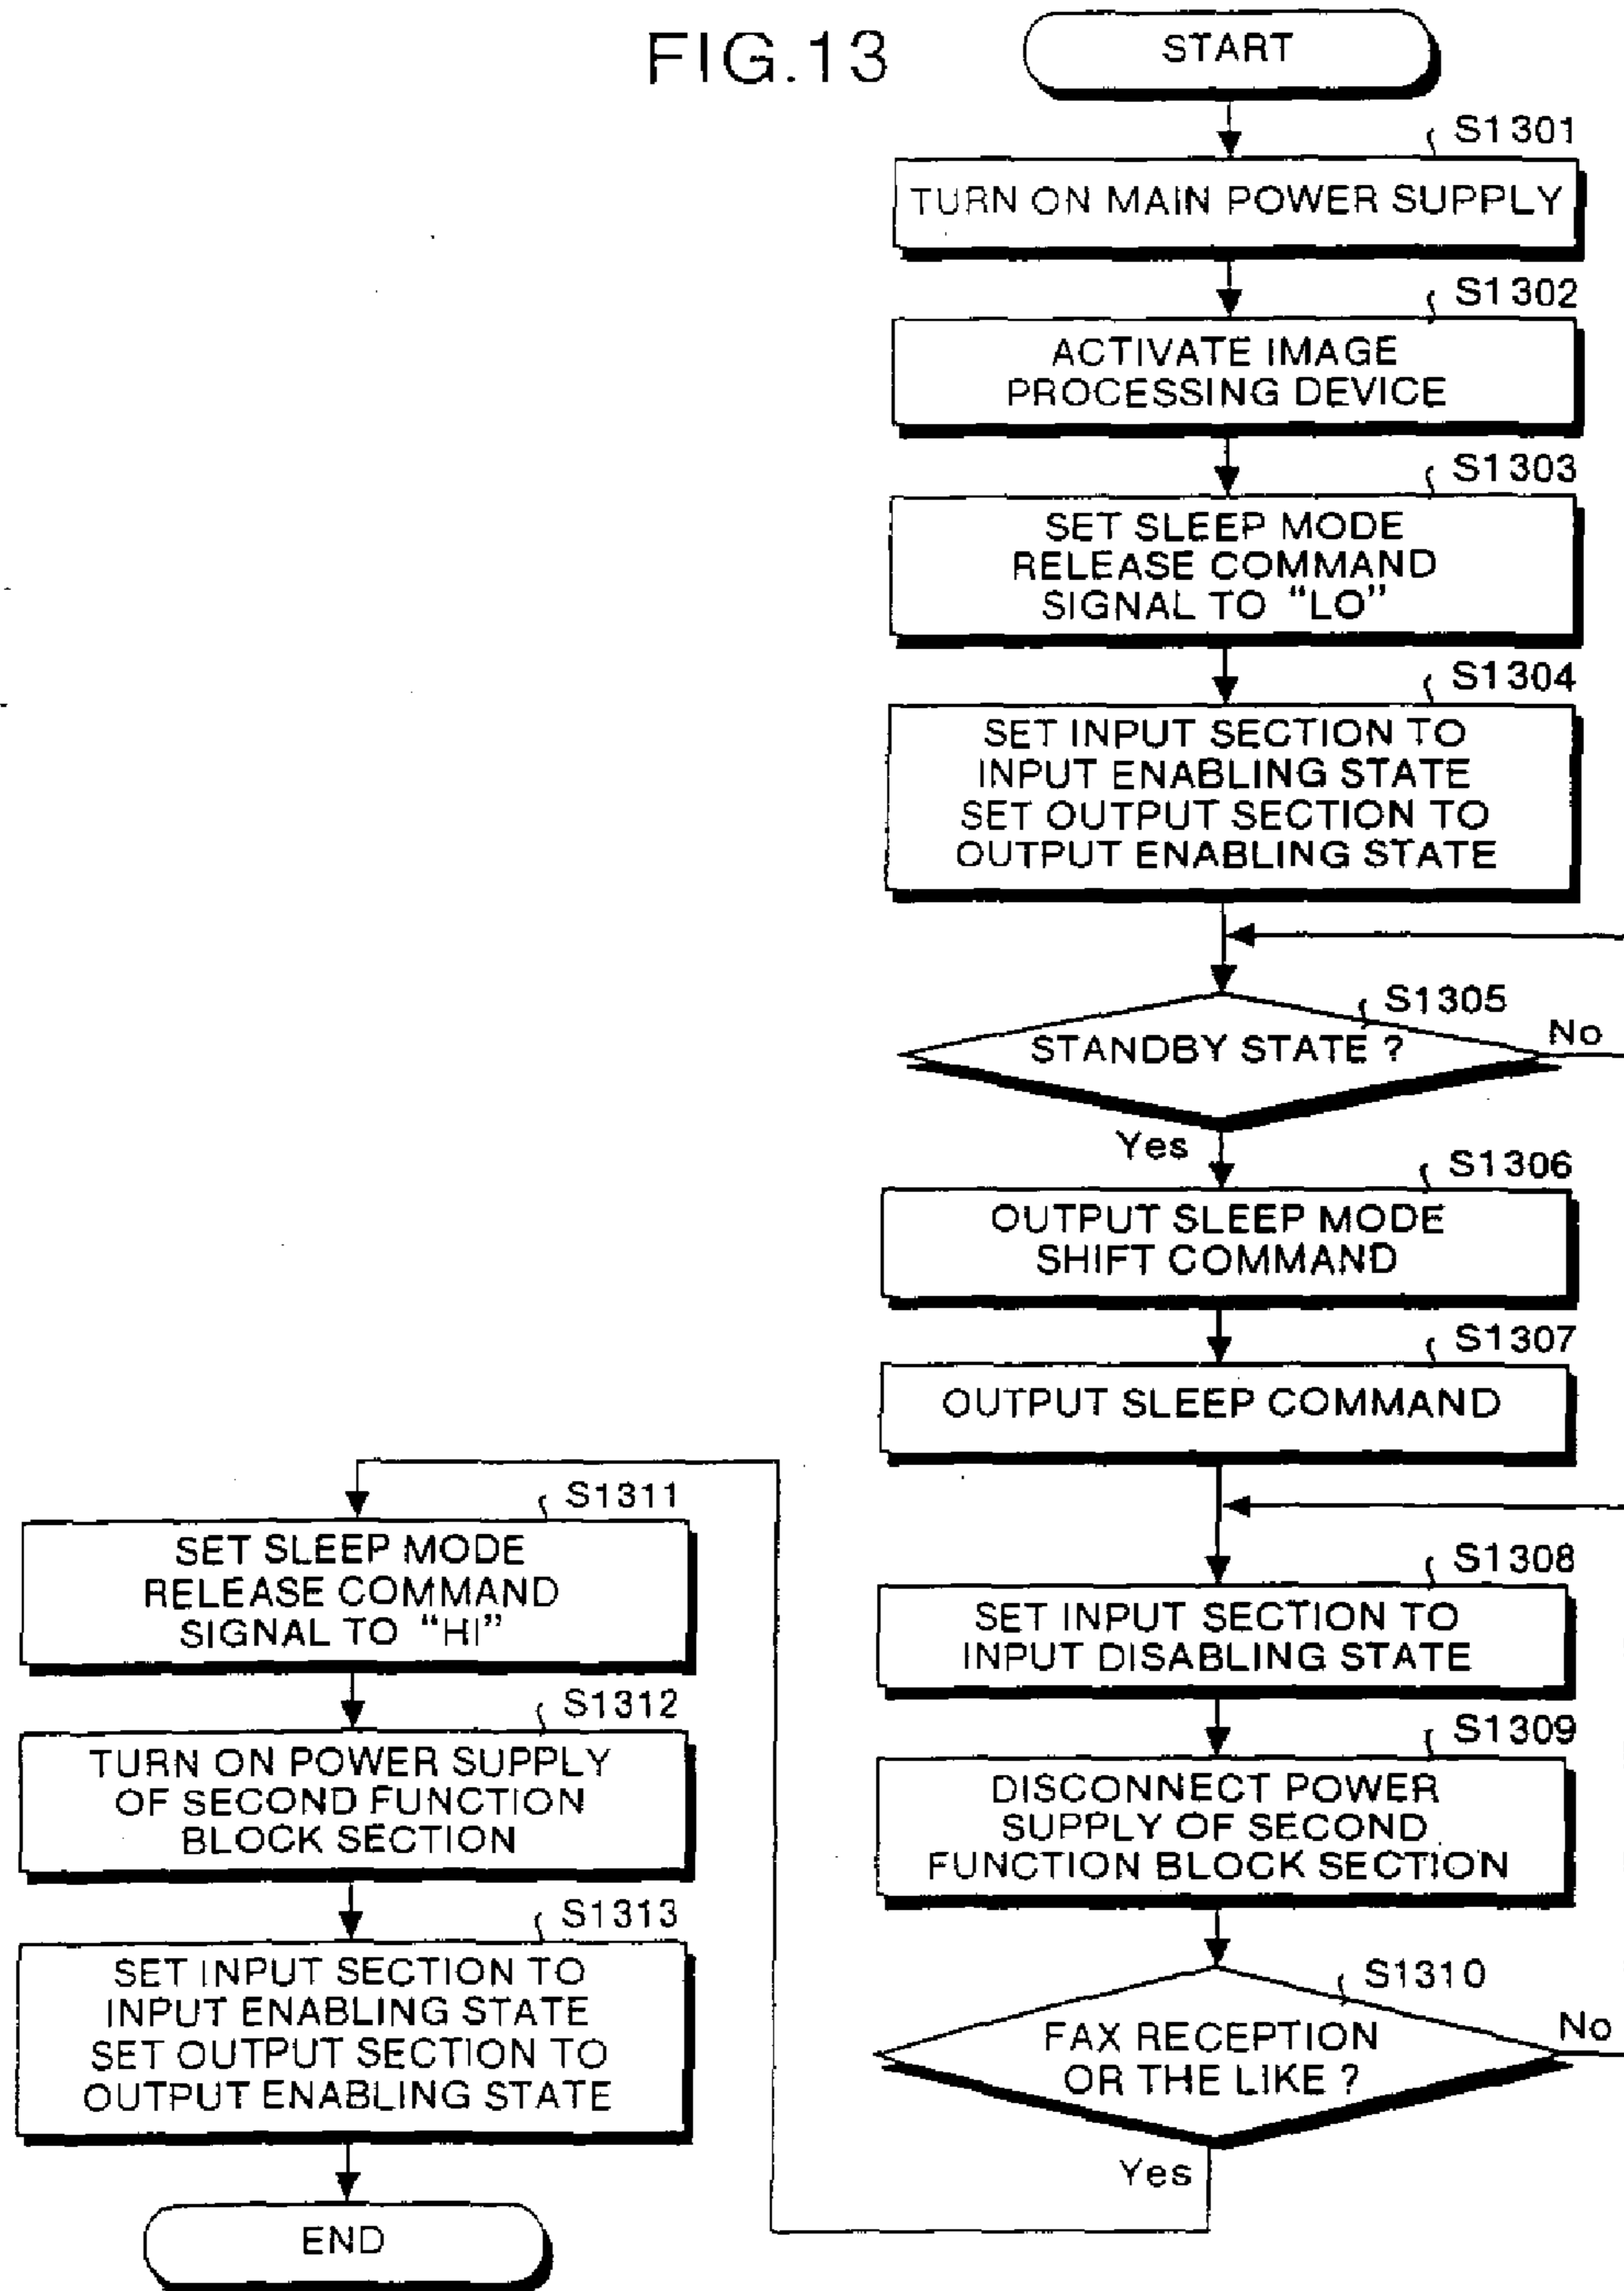 FIG.13
START
S1301
TURN ON MAIN POWER SUPPLY
S1302
ACTIVATE IMAGE
PROCESSING DEVICE
S1303
SET SLEEP MODE
RELEASE COMMAND
SIGNAL TO “LO”
S1304
SET INPUT SECTION TO
INPUT ENABLING STATE
SET OUTPUT SECTION TO
OUTPUT ENABLING STATE
S1305
STANDBY STATE ?
No
Yes
S1306
OUTPUT SLEEP MODE
SHIFT COMMAND
S1307
OUTPUT SLEEP COMMAND
S1308
SET INPUT SECTION TO
INPUT DISABLING STATE
S1309
DISCONNECT POWER
SUPPLY OF SECOND
FUNCTION BLOCK SECTION
S1310
FAX RECEPTION
OR THE LIKE ?
No
Yes
S1311
SET SLEEP MODE
RELEASE COMMAND
SIGNAL TO “HI”
S1312
TURN ON POWER SUPPLY
OF SECOND FUNCTION
BLOCK SECTION
S1313
SET INPUT SECTION TO
INPUT ENABLING STATE
SET OUTPUT SECTION TO
OUTPUT ENABLING STATE
END